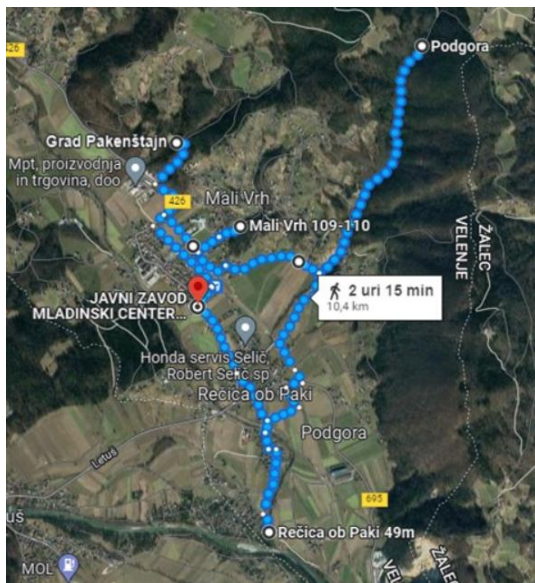 426
Podgora
Grad Pakenštajn
Mpt, proizvodnja
in trgovina, doo
426
Mali Vrh
Mali Vrh 109-110
ŽALEC
VELENJE
2 uri 15 min
10,4 km
JAVNI ZAVOD
MLADINSKI CENTER...
Honda servis Selič,
Robert Selič sp
Rečica ob Paki
Podgora
Letuš
695
Rečica ob Paki 49m
MOL